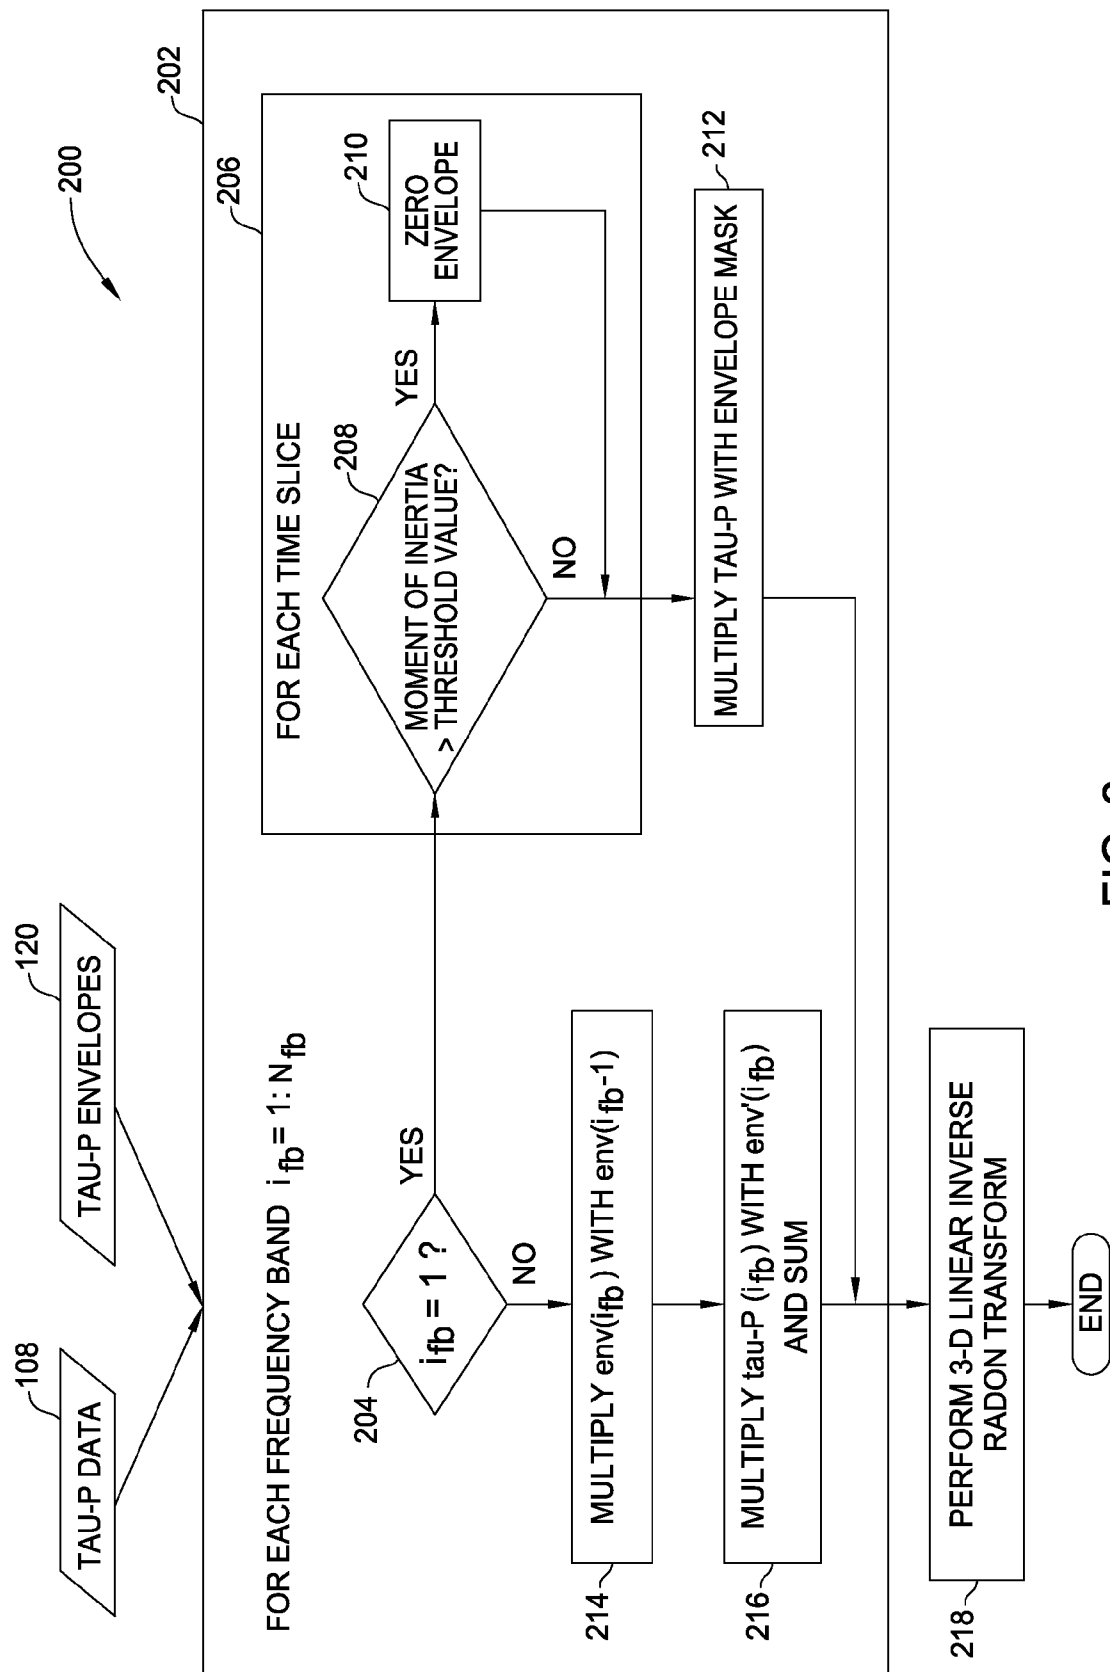 200
108
TAU-P DATA
120
TAU-P ENVELOPES
202
FOR EACH FREQUENCY BAND i_fb = 1: N_fb
206
FOR EACH TIME SLICE
204
i_fb = 1 ?
YES
NO
208
MOMENT OF INERTIA
> THRESHOLD VALUE?
YES
NO
210
ZERO
ENVELOPE
214
MULTIPLY env(i_fb) WITH env(i_fb-1)
212
MULTIPLY TAU-P WITH ENVELOPE MASK
216
MULTIPLY tau-P (i_fb) WITH env'(i_fb)
AND SUM
218
PERFORM 3-D LINEAR INVERSE
RADON TRANSFORM
END